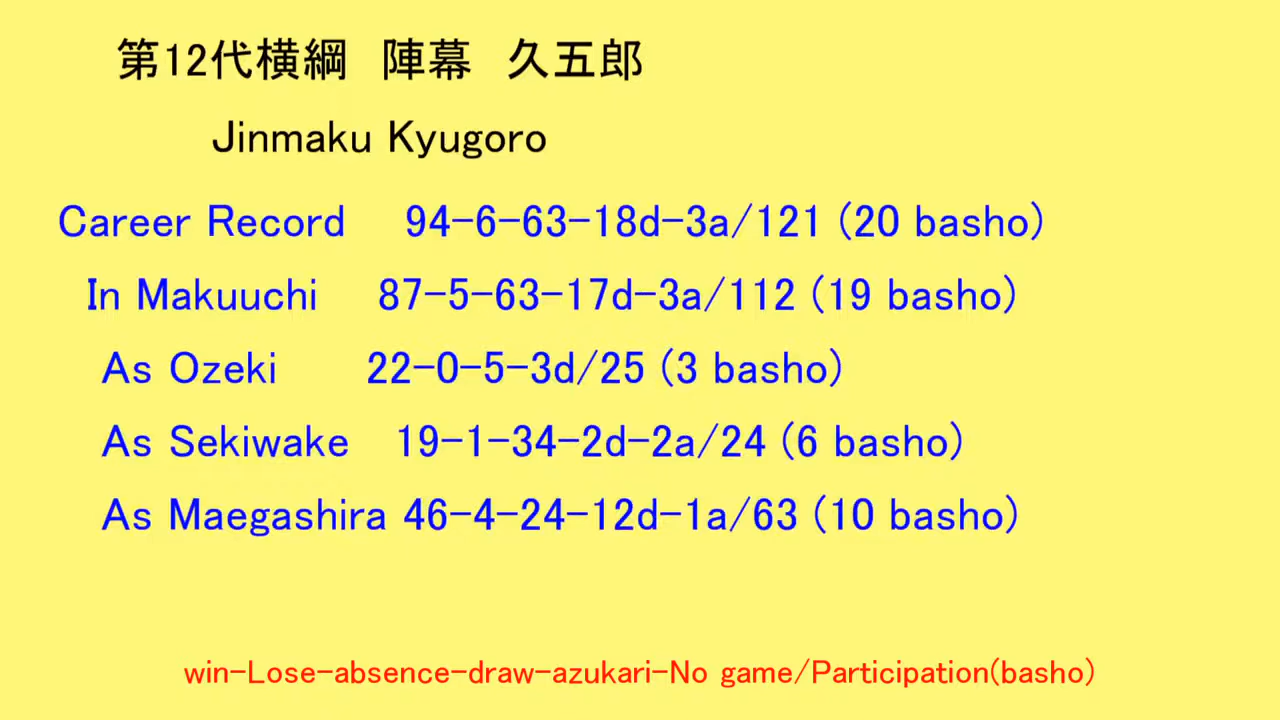 第12代横綱 陣幕 久五郎
Jinmaku Kyugoro
Career Record 94-6-63-18d-3a/121 (20 basho)
In Makuuchi 87-5-63-17d-3a/112 (19 basho)
As Ozeki 22-0-5-3d/25 (3 basho)
As Sekiwake 19-1-34-2d-2a/24 (6 basho)
As Maegashira 46-4-24-12d-1a/63 (10 basho)
win-Lose-absence-draw-azukari-No game/Participation(basho)